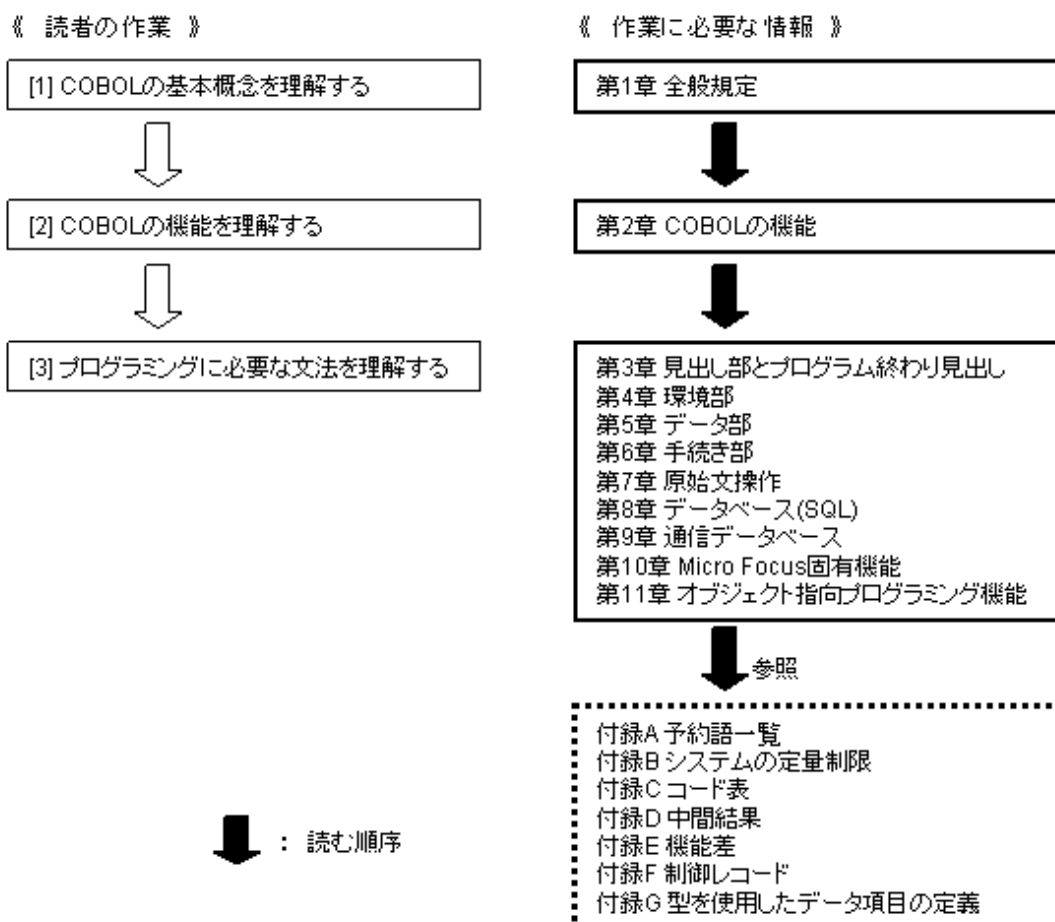 《 読者の作業 》
[1] COBOLの基本概念を理解する
[2] COBOLの機能を理解する
[3] プログラミングに必要な文法を理解する
《 作業に必要な情報 》
第1章 全般規定
第2章 COBOLの機能
第3章 見出し部とプログラム終わり見出し
第4章 環境部
第5章 データ部
第6章 手続き部
第7章 原始文操作
第8章 データベース(SQL)
第9章 通信データベース
第10章 Micro Focus固有機能
第11章 オブジェクト指向プログラミング機能
参照
付録A 予約語一覧
付録B システムの定量制限
付録C コード表
付録D 中間結果
付録E 機能差
付録F 制御レコード
付録G 型を使用したデータ項目の定義
： 読む順序